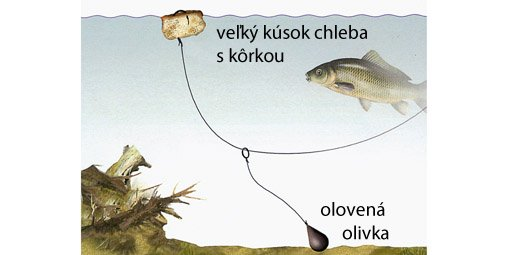 veľký kúsok chleba
s kôrkou
olovená
olivka